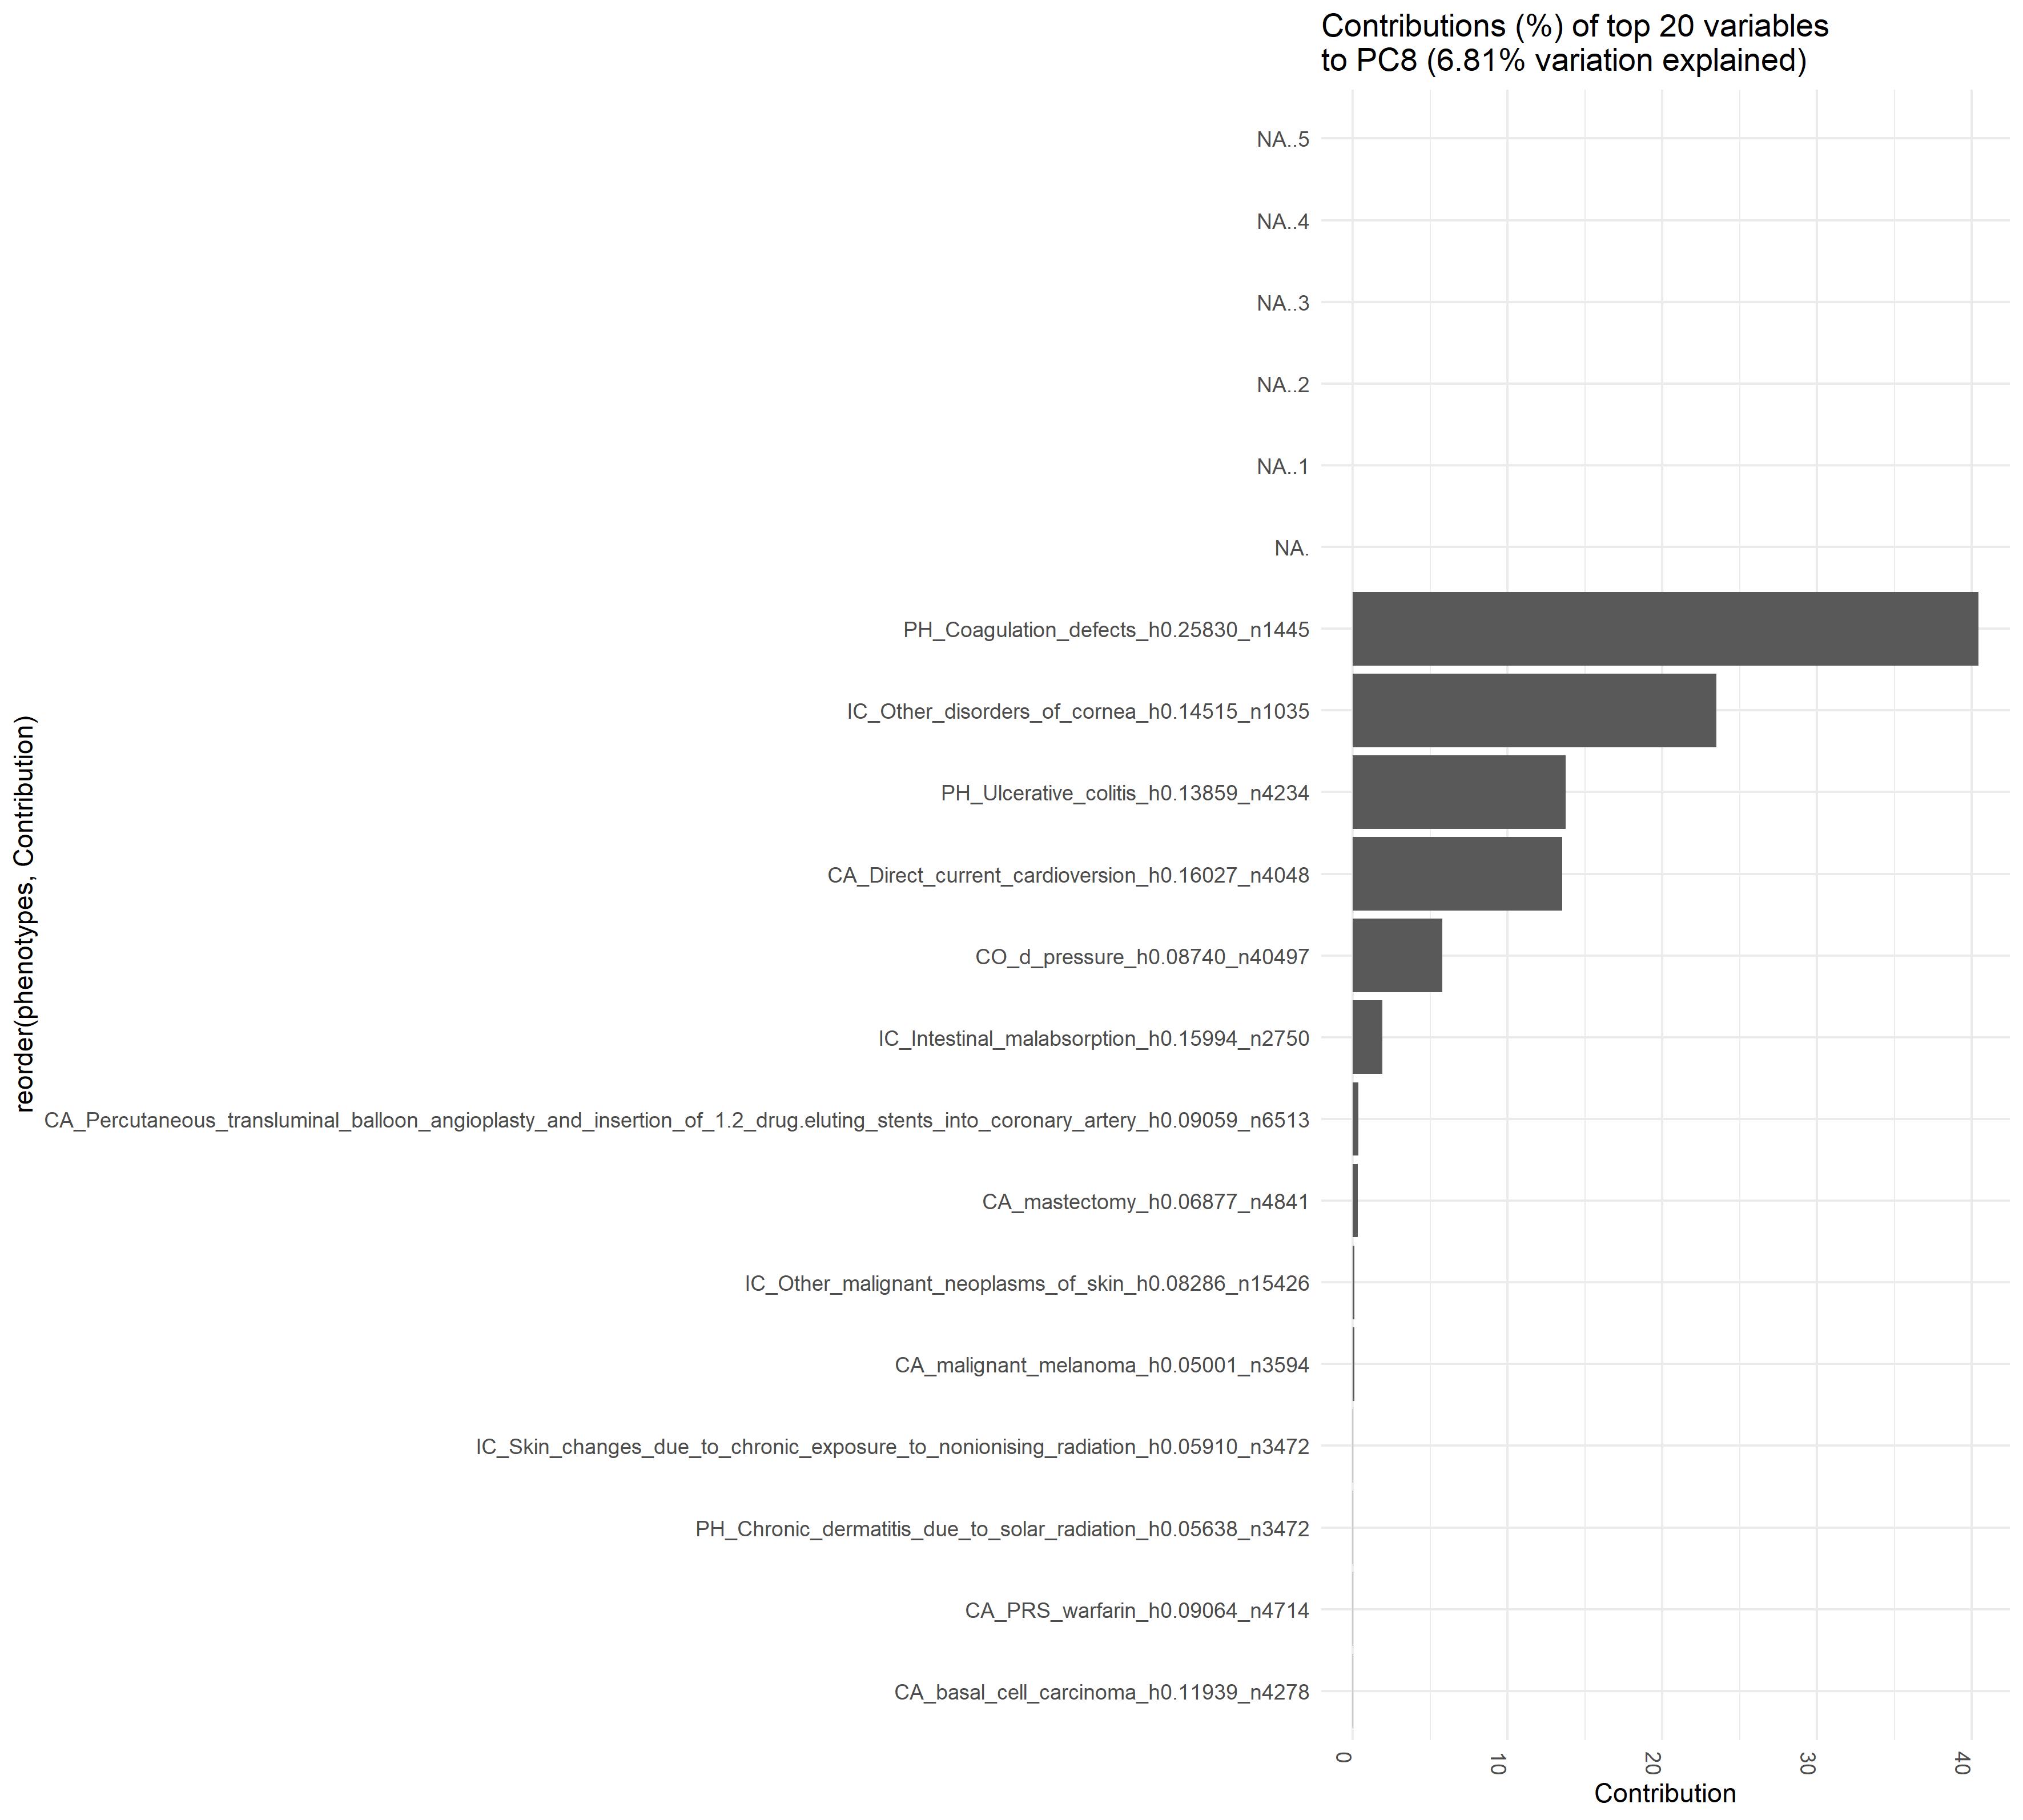 Contributions (%) of top 20 variables
to PC8 (6.81% variation explained)
NA..5
NA..4
NA..3
NA..2
NA..1
NA.
PH_Coagulation_defects_h0.25830_n1445
IC_Other_disorders_of_cornea_h0.14515_n1035
PH_Ulcerative_colitis_h0.13859_n4234
CA_Direct_current_cardioversion_h0.16027_n4048
CO_d_pressure_h0.08740_n40497
IC_Intestinal_malabsorption_h0.15994_n2750
CA_Percutaneous_transluminal_balloon_angioplasty_and_insertion_of_1.2_drug.eluting_stents_into_coronary_artery_h0.09059_n6513
CA_mastectomy_h0.06877_n4841
IC_Other_malignant_neoplasms_of_skin_h0.08286_n15426
CA_malignant_melanoma_h0.05001_n3594
IC_Skin_changes_due_to_chronic_exposure_to_nonionising_radiation_h0.05910_n3472
PH_Chronic_dermatitis_due_to_solar_radiation_h0.05638_n3472
CA_PRS_warfarin_h0.09064_n4714
CA_basal_cell_carcinoma_h0.11939_n4278
reorder(phenotypes, Contribution)
0
10
20
30
40
Contribution